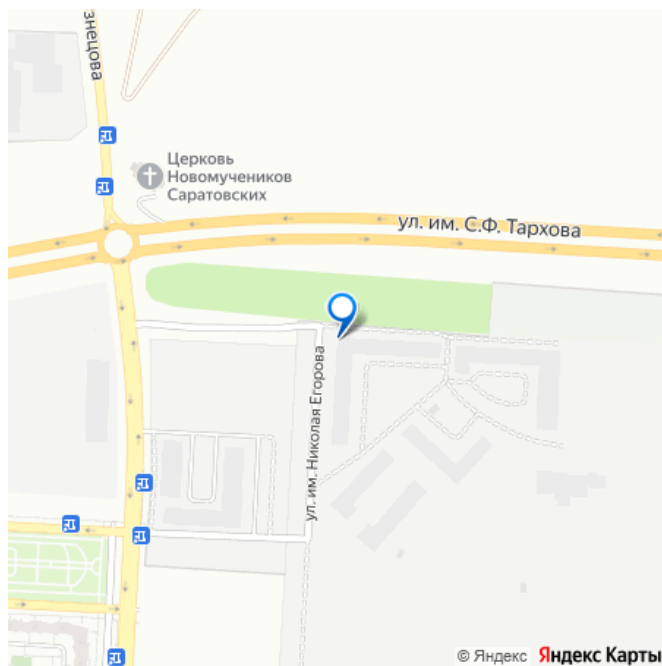 знецова
Церковь
Новомучеников
Саратовских
ул. им. С.Ф. Тархова
ул. им. Николая Егорова
© Яндекс Яндекс Карты